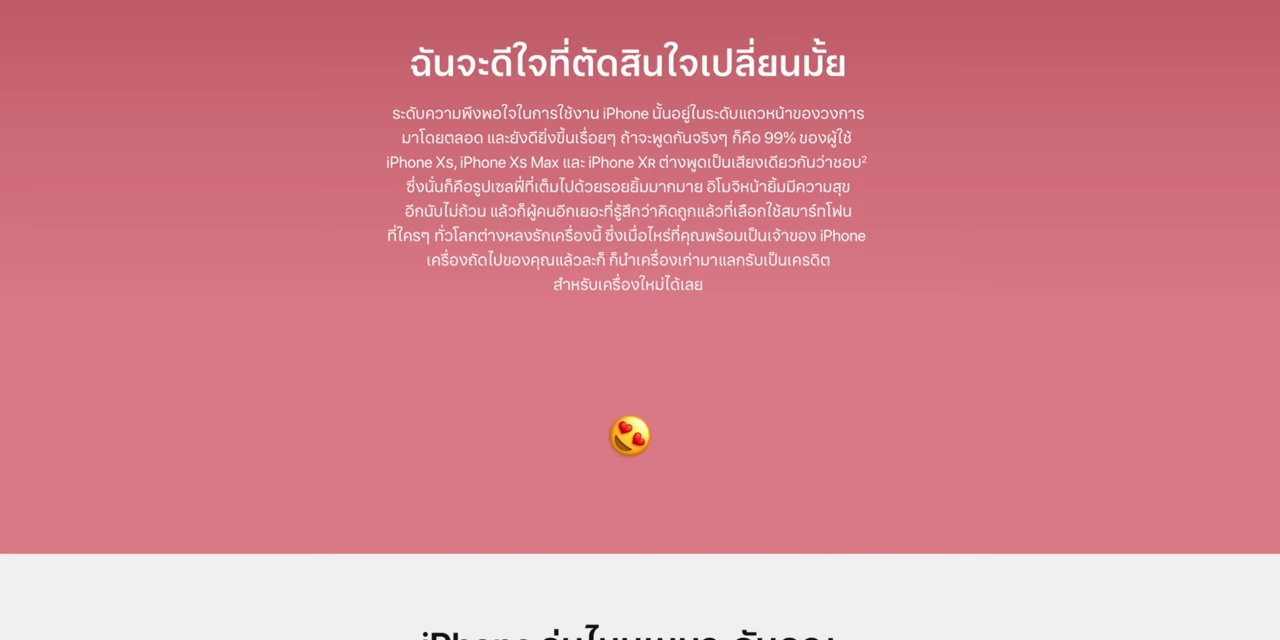 ฉันจะดีใจที่ตัดสินใจเปลี่ยนมั้ย
ระดับความพึงพอใจในการใช้งาน iPhone นั้นอยู่ในระดับแถวหน้าของวงการ
มาโดยตลอด และยังดียิ่งขึ้นเรื่อยๆ ถ้าจะพูดกันจริงๆ ก็คือ 99% ของผู้ใช้
iPhone Xs, iPhone Xs Max และ iPhone XR ต่างพูดเป็นเสียงเดียวกันว่าชอบ²
ซึ่งนั่นก็คือรูปเซลฟี่ที่เต็มไปด้วยรอยยิ้มมากมาย อิโมจิหน้ายิ้มมีความสุข
อีกนับไม่ถ้วน แล้วก็ผู้คนอีกเยอะที่รู้สึกว่าคิดถูกแล้วที่เลือกใช้สมาร์ทโฟน
ที่ใครๆ ทั่วโลกต่างหลงรักเครื่องนี้ ซึ่งเมื่อไหร่ที่คุณพร้อมเป็นเจ้าของ iPhone
เครื่องถัดไปของคุณแล้วละก็ ก็นำเครื่องเก่ามาแลกรับเป็นเครดิต
สำหรับเครื่องใหม่ได้เลย
iPhone